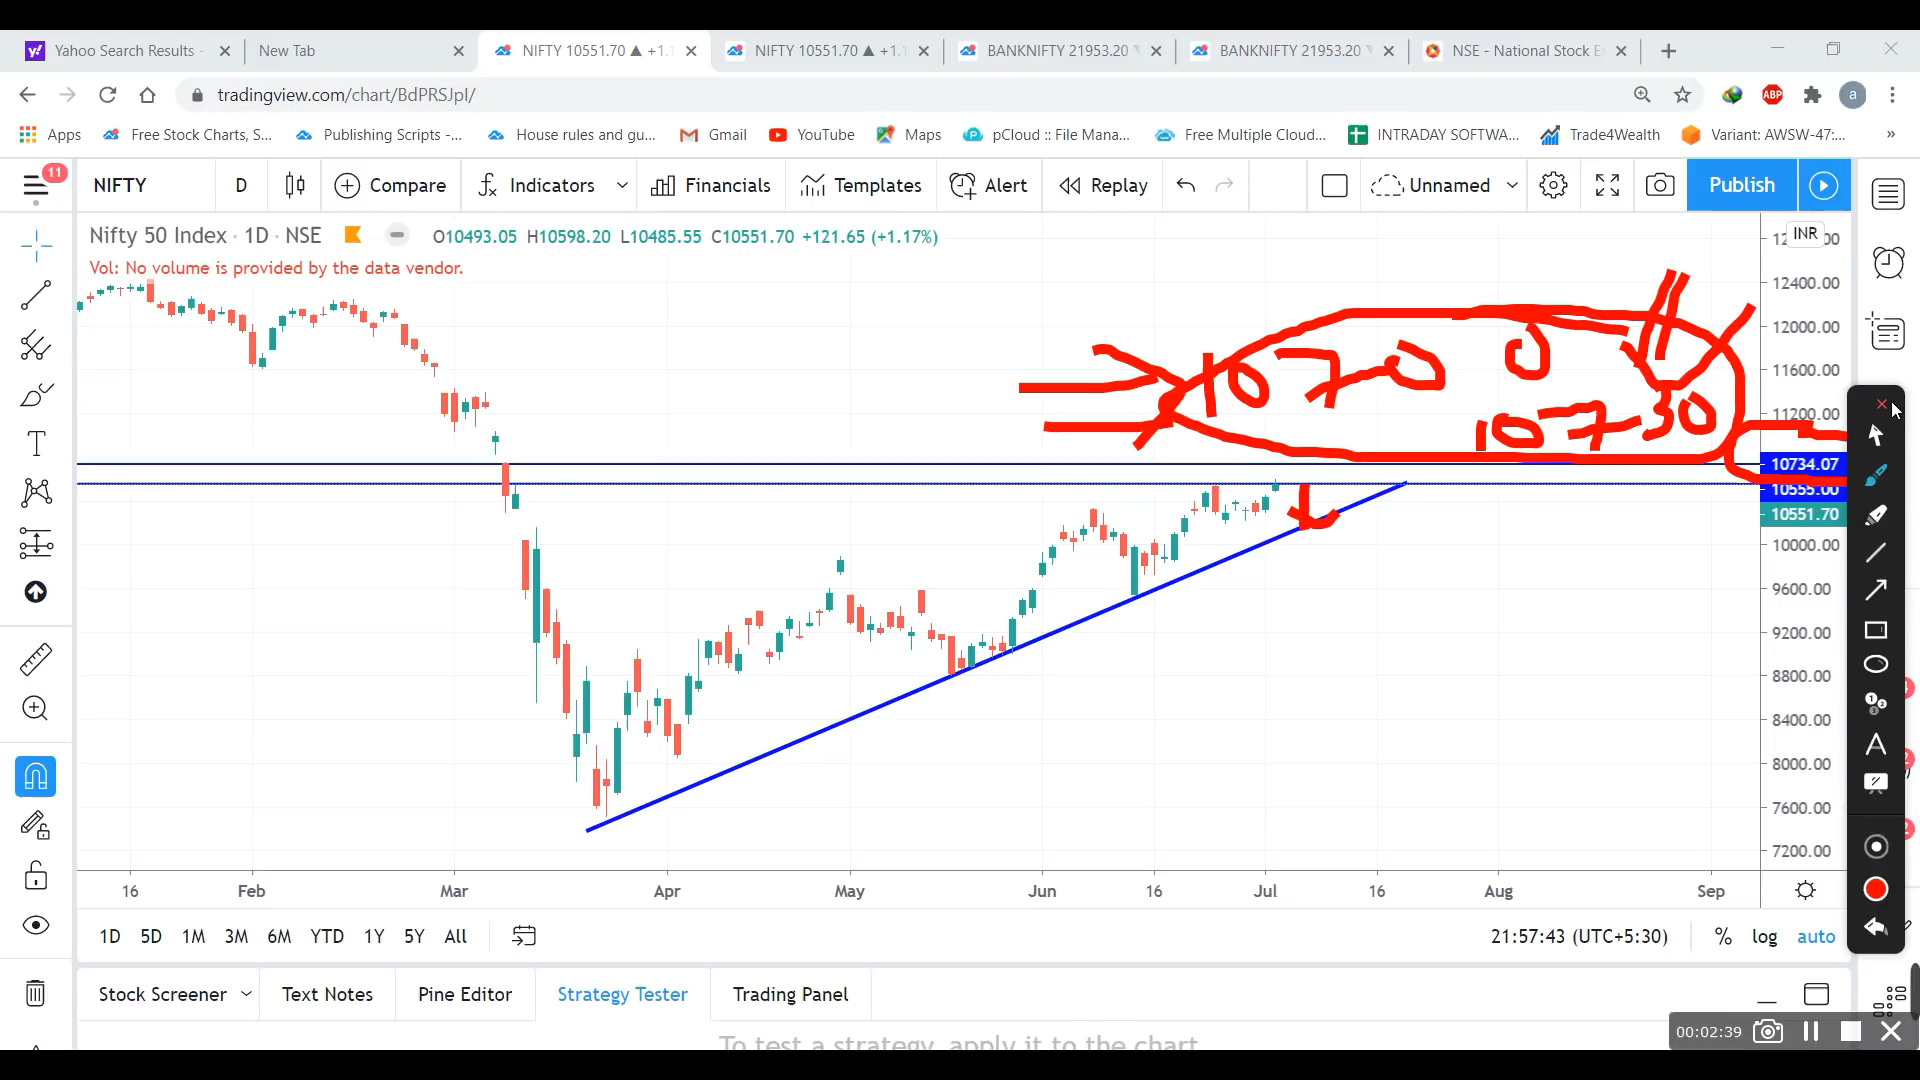 Yahoo Search Results -
New Tab
NIFTY 10551.70 ▲ +1.1
NIFTY 10551.70 ▲ +1.1
BANKNIFTY 21953.20
BANKNIFTY 21953.20
NSE - National Stock E
tradingview.com/chart/BdPRSJpI/
ABP
a
Apps
Free Stock Charts, S...
Publishing Scripts -...
House rules and gu...
Gmail
YouTube
Maps
pCloud :: File Mana...
Free Multiple Cloud...
INTRADAY SOFTWA...
Trade4Wealth
Variant: AWSW-47:...
»
11
NIFTY
D
Compare
Indicators
Financials
Templates
Alert
Replay
Unnamed
Publish
Nifty 50 Index · 1D · NSE
O10493.05 H10598.20 L10485.55 C10551.70 +121.65 (+1.17%)
INR
Vol: No volume is provided by the data vendor.
12400.00
12000.00
11600.00
11200.00
10700 0
10730
10734.07
10555.00
10551.70
10000.00
9600.00
9200.00
8800.00
8400.00
8000.00
7600.00
7200.00
16 Feb Mar Apr May Jun 16 Jul 16 Aug Sep
1D 5D 1M 3M 6M YTD 1Y 5Y All
21:57:43 (UTC+5:30)
% log auto
Stock Screener
Text Notes
Pine Editor
Strategy Tester
Trading Panel
To test a strategy, apply it to the chart
00:02:39